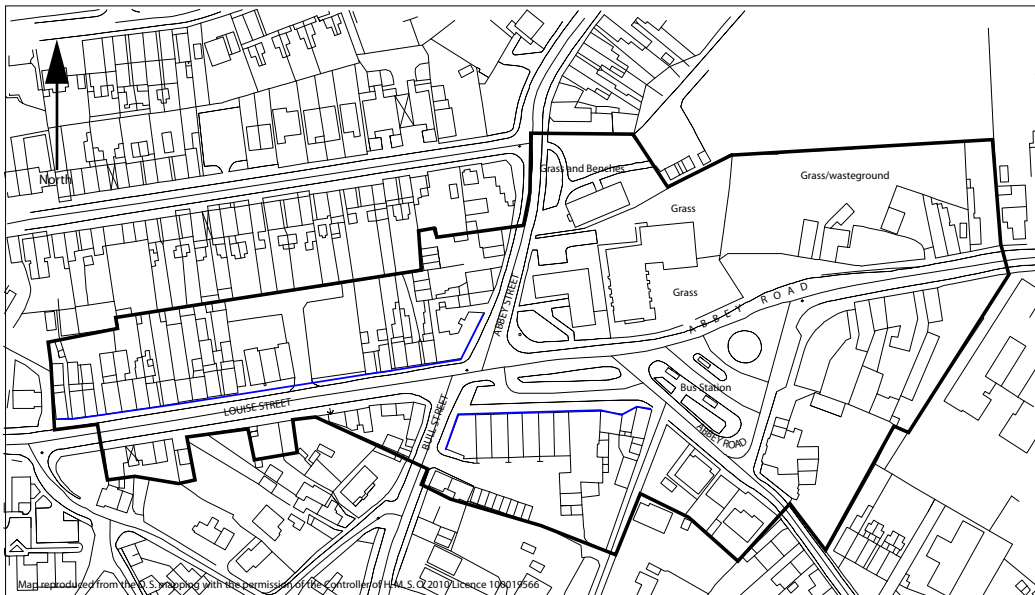 North
Grass and Benches
Grass/wasteground
Grass
Grass
ABBEY STREET
ABBEY ROAD
Bus Station
LOUISE STREET
BULL STREET
ABBEY ROAD
Map reproduced from the O.S. mapping with the permission of the Controller of H.M.S.O 2010 Licence 100019566